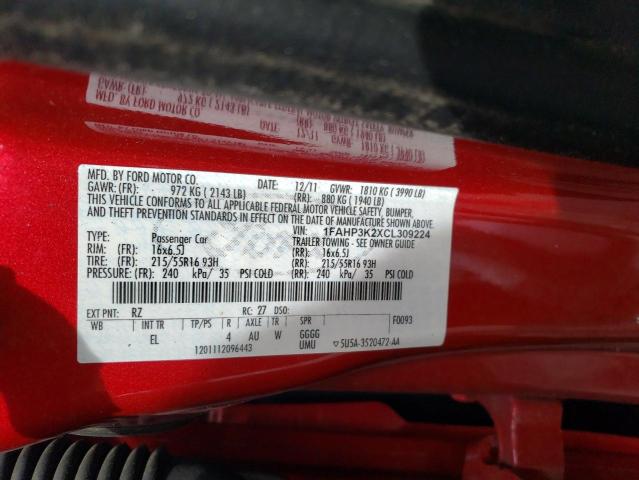 MFD. BY FORD MOTOR CO.
DATE: 12/11 GVWR: 1810 KG ( 3990 LB)
GAWR: (FR): 972 KG ( 2143 LB) (RR): 880 KG ( 1940 LB)
THIS VEHICLE CONFORMS TO ALL APPLICABLE FEDERAL MOTOR VEHICLE SAFETY, BUMPER,
AND THEFT PREVENTION STANDARDS IN EFFECT ON THE DATE OF MANUFACTURE SHOWN ABOVE.
VIN: 1FAHP3K2XCL309224
TYPE: Passenger Car TRAILER TOWING - SEE OWNER GUIDE
RIM: (FR): 16x6.5J (RR): 16x6.5J
TIRE: (FR): 215/55R16 93H (RR): 215/55R16 93H
PRESSURE: (FR): 240 kPa/ 35 PSI COLD (RR): 240 kPa/ 35 PSI COLD
EXT PNT: RZ RC: 27 DSO: F0093
WB INT TR TP/PS R AXLE TR SPR
EL 4 AU W GGGG
1201112096443 UMU 5U5A-3520472-AA